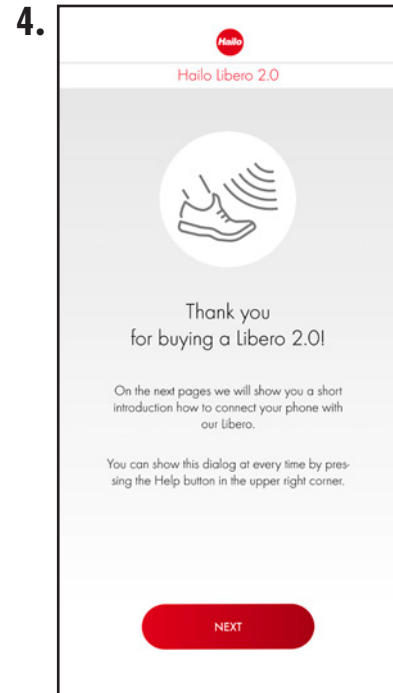 4.
Hailo
Hailo Libero 2.0
Thank you
for buying a Libero 2.0!
On the next pages we will show you a short
introduction how to connect your phone with
our Libero.
You can show this dialog at every time by pres-
sing the Help button in the upper right corner.
NEXT